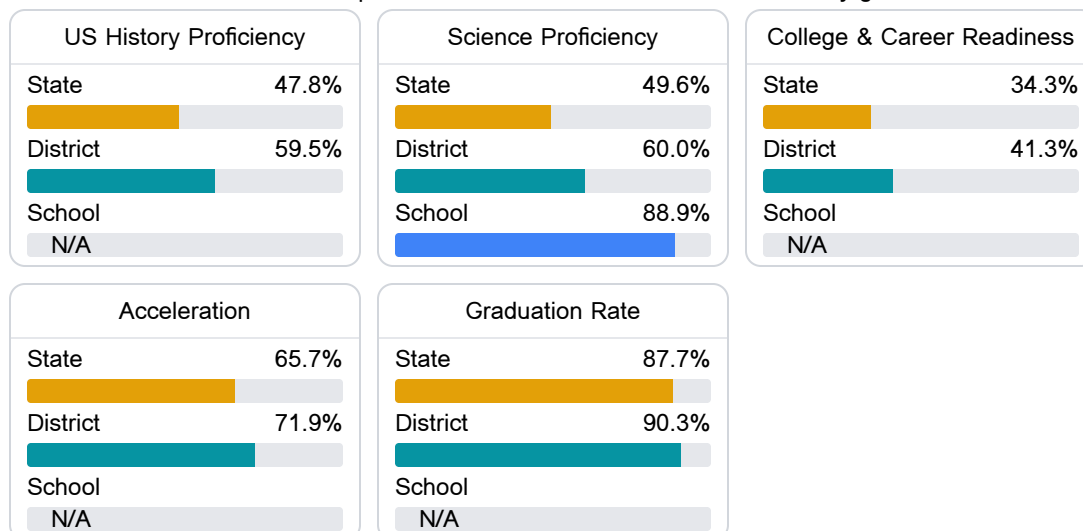 US History Proficiency
State 47.8%
District 59.5%
School
N/A
Science Proficiency
State 49.6%
District 60.0%
School 88.9%
College & Career Readiness
State 34.3%
District 41.3%
School
N/A
Acceleration
State 65.7%
District 71.9%
School
N/A
Graduation Rate
State 87.7%
District 90.3%
School
N/A